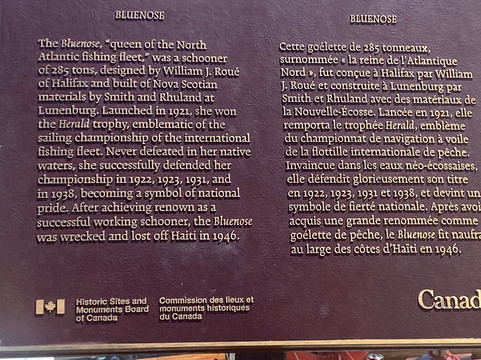 BLUENOSE
The Bluenose, “queen of the North
Atlantic fishing fleet,” was a schooner
of 285 tons, designed by William J. Roué
of Halifax and built of Nova Scotian
materials by Smith and Rhuland at
Lunenburg. Launched in 1921, she won
the Herald trophy, emblematic of the
sailing championship of the international
fishing fleet. Never defeated in her native
waters, she successfully defended her
championship in 1922, 1923, 1931, and
in 1938, becoming a symbol of national
pride. After achieving renown as a
successful working schooner, the Bluenose
was wrecked and lost off Haiti in 1946.
BLUENOSE
Cette goélette de 285 tonneaux,
surnommée « la reine de l'Atlantique
Nord », fut conçue à Halifax par William
J. Roué et construite à Lunenburg par
Smith et Rhuland avec des matériaux de
la Nouvelle-Écosse. Lancée en 1921, elle
remporta le trophée Herald, emblème
du championnat de navigation à voile
de la flottille internationale de pêche.
Invaincue dans les eaux néo-écossaises,
elle défendit glorieusement son titre
en 1922, 1923, 1931 et 1938, et devint un
symbole de fierté nationale. Après avoi
acquis une grande renommée comme
goélette de pêche, le Bluenose fit naufra
au large des côtes d'Haïti en 1946.
Historic Sites and
Monuments Board
of Canada
Commission des lieux et
monuments historiques
du Canada
Canad